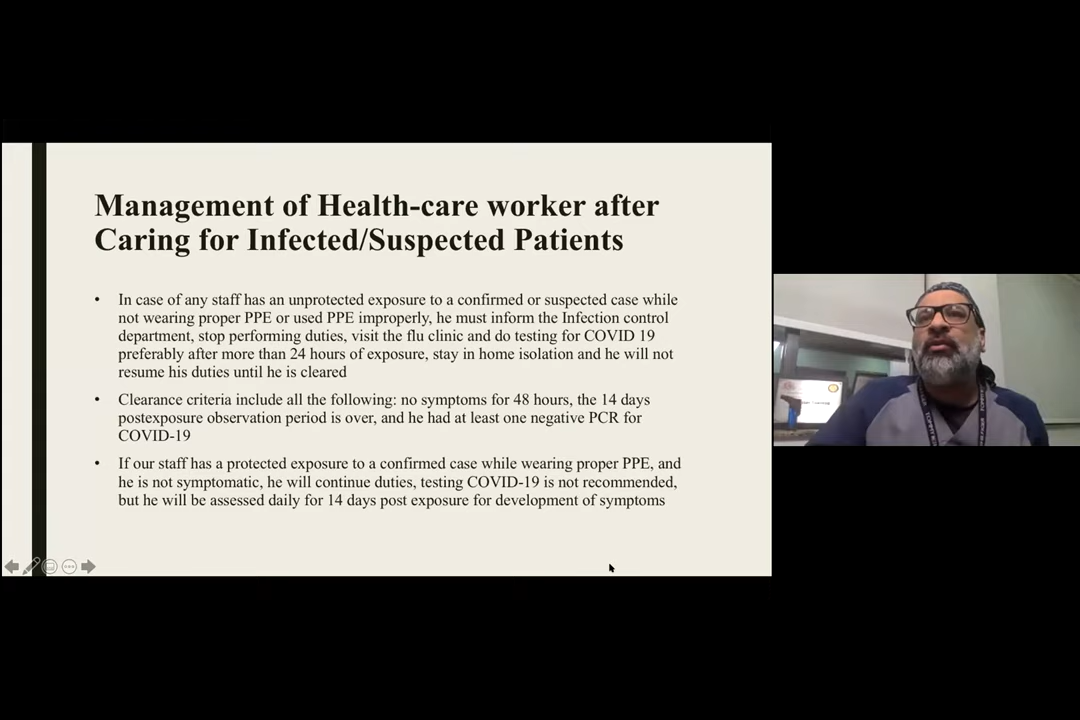 Management of Health-care worker after
Caring for Infected/Suspected Patients
• In case of any staff has an unprotected exposure to a confirmed or suspected case while
not wearing proper PPE or used PPE improperly, he must inform the Infection control
department, stop performing duties, visit the flu clinic and do testing for COVID 19
preferably after more than 24 hours of exposure, stay in home isolation and he will not
resume his duties until he is cleared
• Clearance criteria include all the following: no symptoms for 48 hours, the 14 days
postexposure observation period is over, and he had at least one negative PCR for
COVID-19
• If our staff has a protected exposure to a confirmed case while wearing proper PPE, and
he is not symptomatic, he will continue duties, testing COVID-19 is not recommended,
but he will be assessed daily for 14 days post exposure for development of symptoms